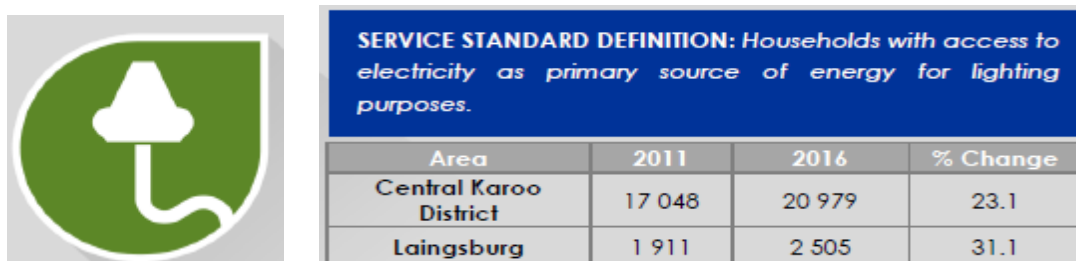 SERVICE STANDARD DEFINITION: Households with access to
electricity as primary source of energy for lighting
purposes.
Area 2011 2016 % Change
Central Karoo
District 17 048 20 979 23.1
Laingsburg 1 911 2 505 31.1